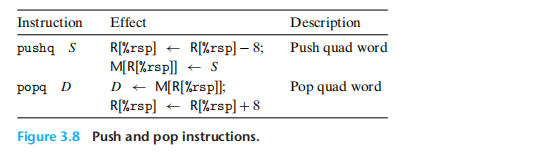 Instruction Effect Description
pushq S R[%rsp] ← R[%rsp] – 8; Push quad word
M[R[%rsp]] ← S
popq D D ← M[R[%rsp]]; Pop quad word
R[%rsp] ← R[%rsp] + 8
Figure 3.8 Push and pop instructions.